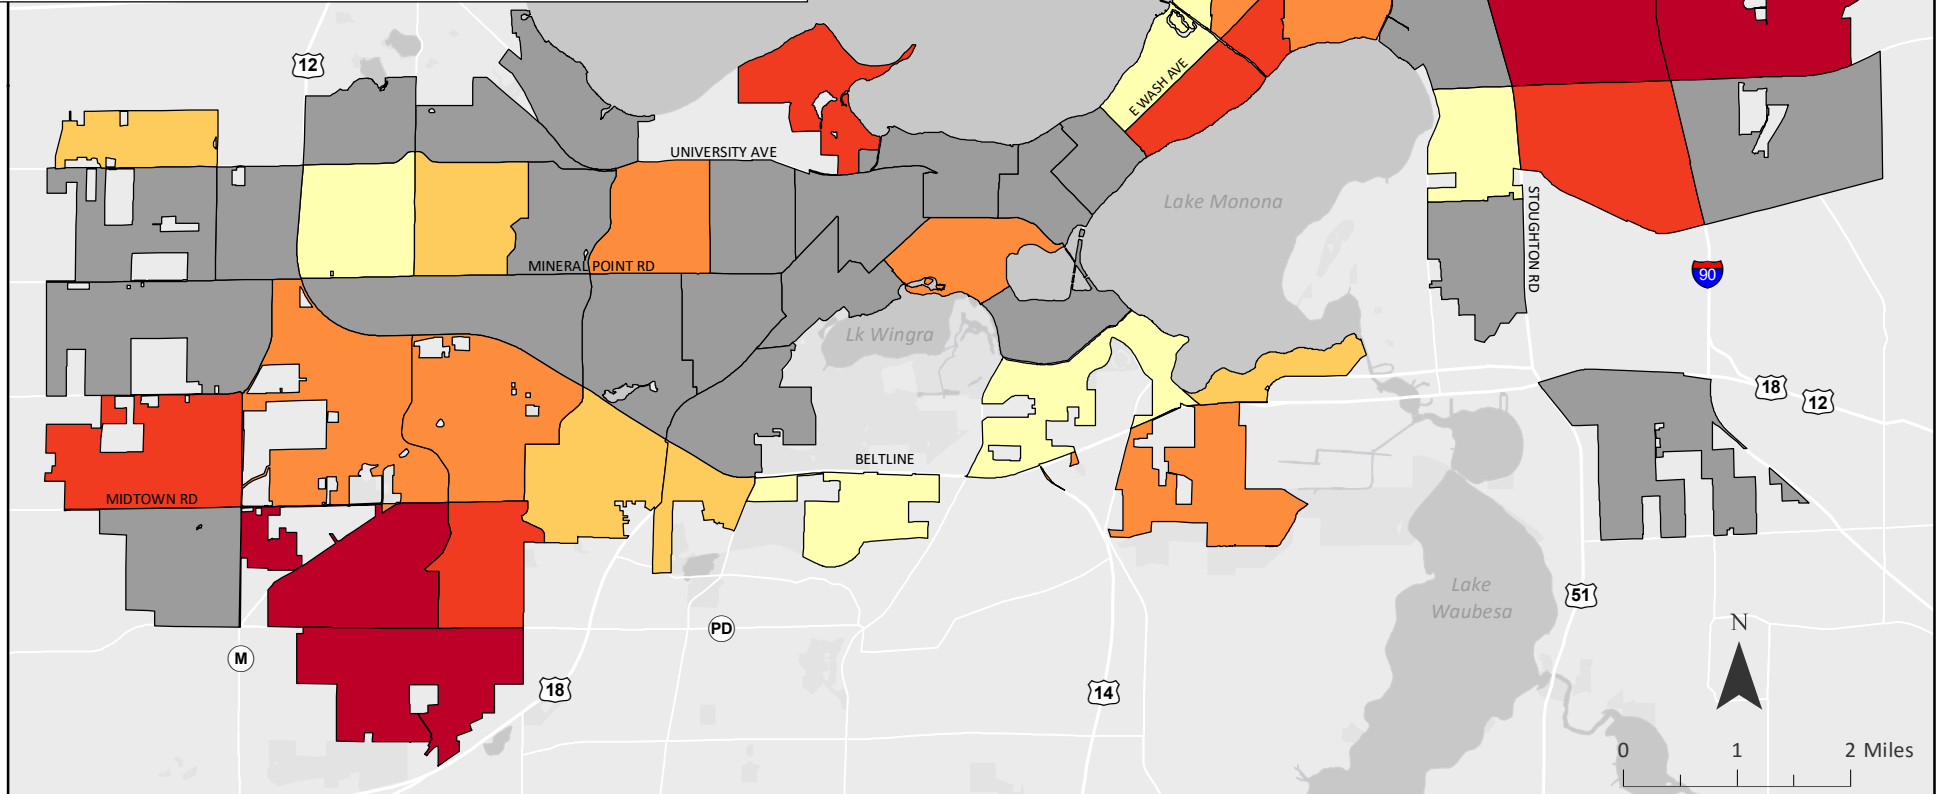 12
E WASH AVE
UNIVERSITY AVE
Lake Monona
STOUGHTON RD
MINERAL POINT RD
90
Lk Wingra
18
12
BELTLINE
MIDTOWN RD
Lake
Waubesa
51
N
PD
M
18
14
0 1 2 Miles